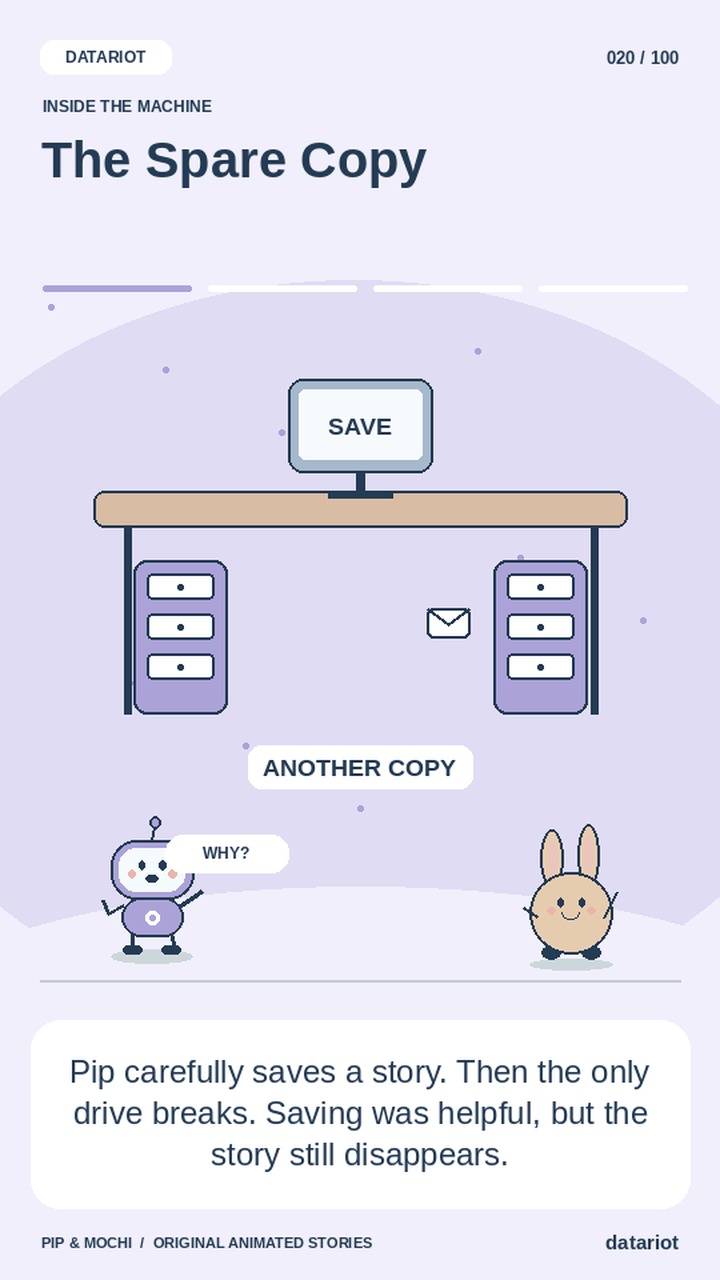 DATARIOT
020 / 100
INSIDE THE MACHINE
The Spare Copy
SAVE
ANOTHER COPY
WHY?
Pip carefully saves a story. Then the only
drive breaks. Saving was helpful, but the
story still disappears.
PIP & MOCHI / ORIGINAL ANIMATED STORIES
datariot